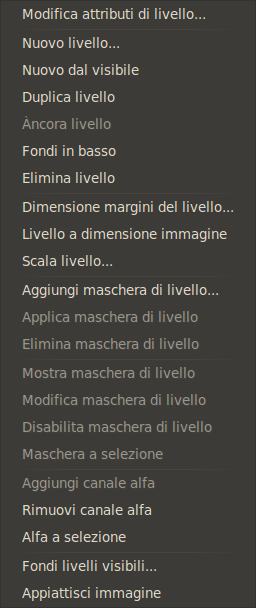 Modifica attributi di livello...
Nuovo livello...
Nuovo dal visibile
Duplica livello
Àncora livello
Fondi in basso
Elimina livello
Dimensione margini del livello...
Livello a dimensione immagine
Scala livello...
Aggiungi maschera di livello...
Applica maschera di livello
Elimina maschera di livello
Mostra maschera di livello
Modifica maschera di livello
Disabilita maschera di livello
Maschera a selezione
Aggiungi canale alfa
Rimuovi canale alfa
Alfa a selezione
Fondi livelli visibili...
Appiattisci immagine